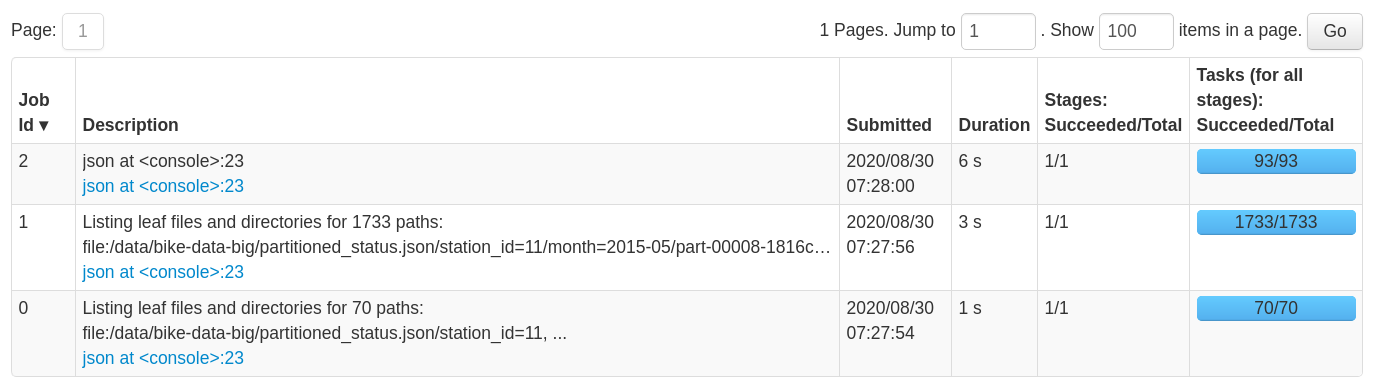 Page: 1
1 Pages. Jump to 1 . Show 100 items in a page. Go
Job Id ▾
Description
Submitted
Duration
Stages: Succeeded/Total
Tasks (for all stages): Succeeded/Total
2
json at <console>:23
json at <console>:23
2020/08/30
07:28:00
6 s
1/1
93/93
1
Listing leaf files and directories for 1733 paths:
file:/data/bike-data-big/partitioned_status.json/station_id=11/month=2015-05/part-00008-1816c…
json at <console>:23
2020/08/30
07:27:56
3 s
1/1
1733/1733
0
Listing leaf files and directories for 70 paths:
file:/data/bike-data-big/partitioned_status.json/station_id=11, ...
json at <console>:23
2020/08/30
07:27:54
1 s
1/1
70/70